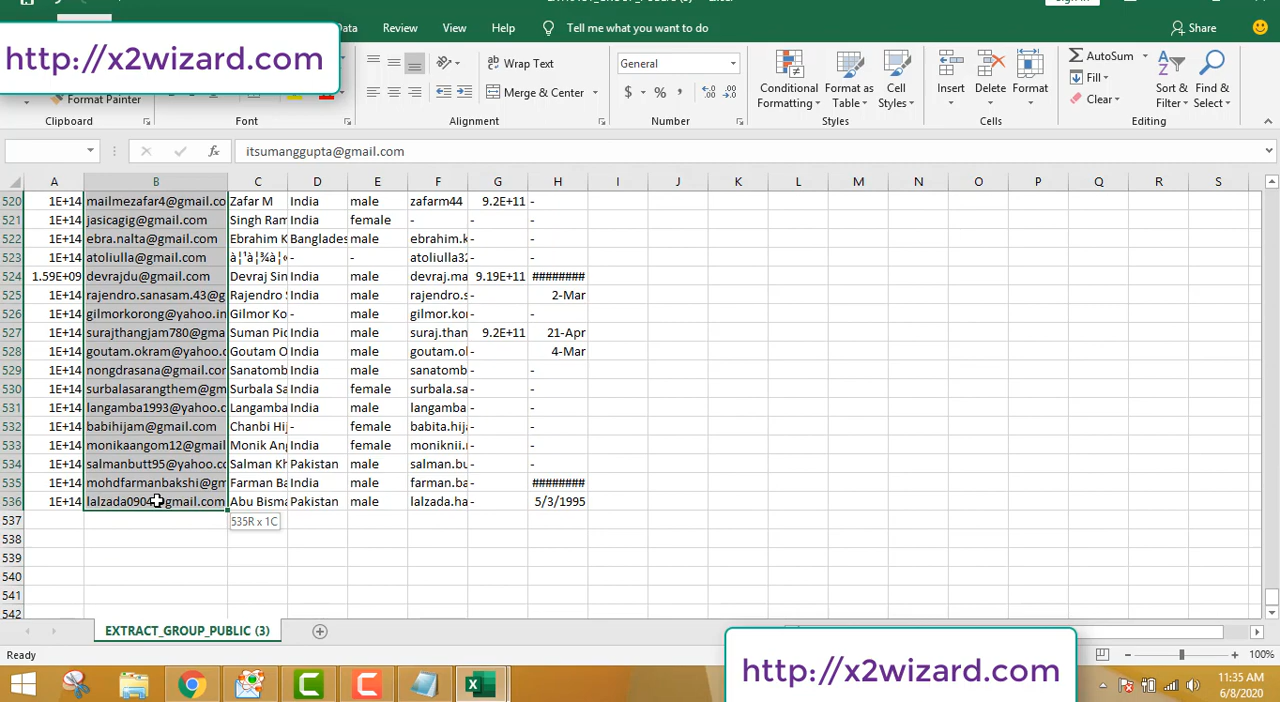 http://x2wizard.com
Data Review View Help Tell me what you want to do Share
Format Painter
Wrap Text
Merge & Center
General
$ % ,
Conditional Formatting
Format as Table
Cell Styles
Insert Delete Format
AutoSum
Fill
Clear
Sort & Filter
Find & Select
Clipboard Font Alignment Number Styles Cells Editing
fx itsumanggupta@gmail.com
A B C D E F G H I J K L M N O P Q R S
520 1E+14 mailmezafar4@gmail.co Zafar M India male zafarm44 9.2E+11 -
521 1E+14 jasicagig@gmail.com Singh Ram India female - - -
522 1E+14 ebra.nalta@gmail.com Ebrahim K Banglades male ebrahim.k - -
523 1E+14 atoliulla@gmail.com - - atoliulla32 - -
524 1.59E+09 devrajdu@gmail.com Devraj Sin India male devraj.ma 9.19E+11 ########
525 1E+14 rajendro.sanasam.43@g Rajendro S India male rajendro.s - 2-Mar
526 1E+14 gilmorkorong@yahoo.in Gilmor Ko - male gilmor.kor - -
527 1E+14 surajthangjam780@gma Suman Pic India male suraj.than 9.2E+11 21-Apr
528 1E+14 goutam.okram@yahoo.c Goutam O India male goutam.ol - 4-Mar
529 1E+14 nongdrasana@gmail.com Sanatomb India male sanatomb - -
530 1E+14 surbalasarangthem@gm Surbala Sa India female surbala.sa - -
531 1E+14 langamba1993@yahoo.c Langamba India male langamba - -
532 1E+14 babihijam@gmail.com Chanbi Hij - female babita.hija - -
533 1E+14 monikaangom12@gmail Monik Ang India female moniknii.r - -
534 1E+14 salmanbutt95@yahoo.co Salman Kh Pakistan male salman.bu - -
535 1E+14 mohdfarmanbakshi@gm Farman Ba India male farman.ba - ########
536 1E+14 lalzada0904@gmail.com Abu Bisma Pakistan male lalzada.ha - 5/3/1995
537
535R x 1C
538
539
540
541
542
EXTRACT_GROUP_PUBLIC (3)
http://x2wizard.com
Ready
100%
11:35 AM
6/8/2020